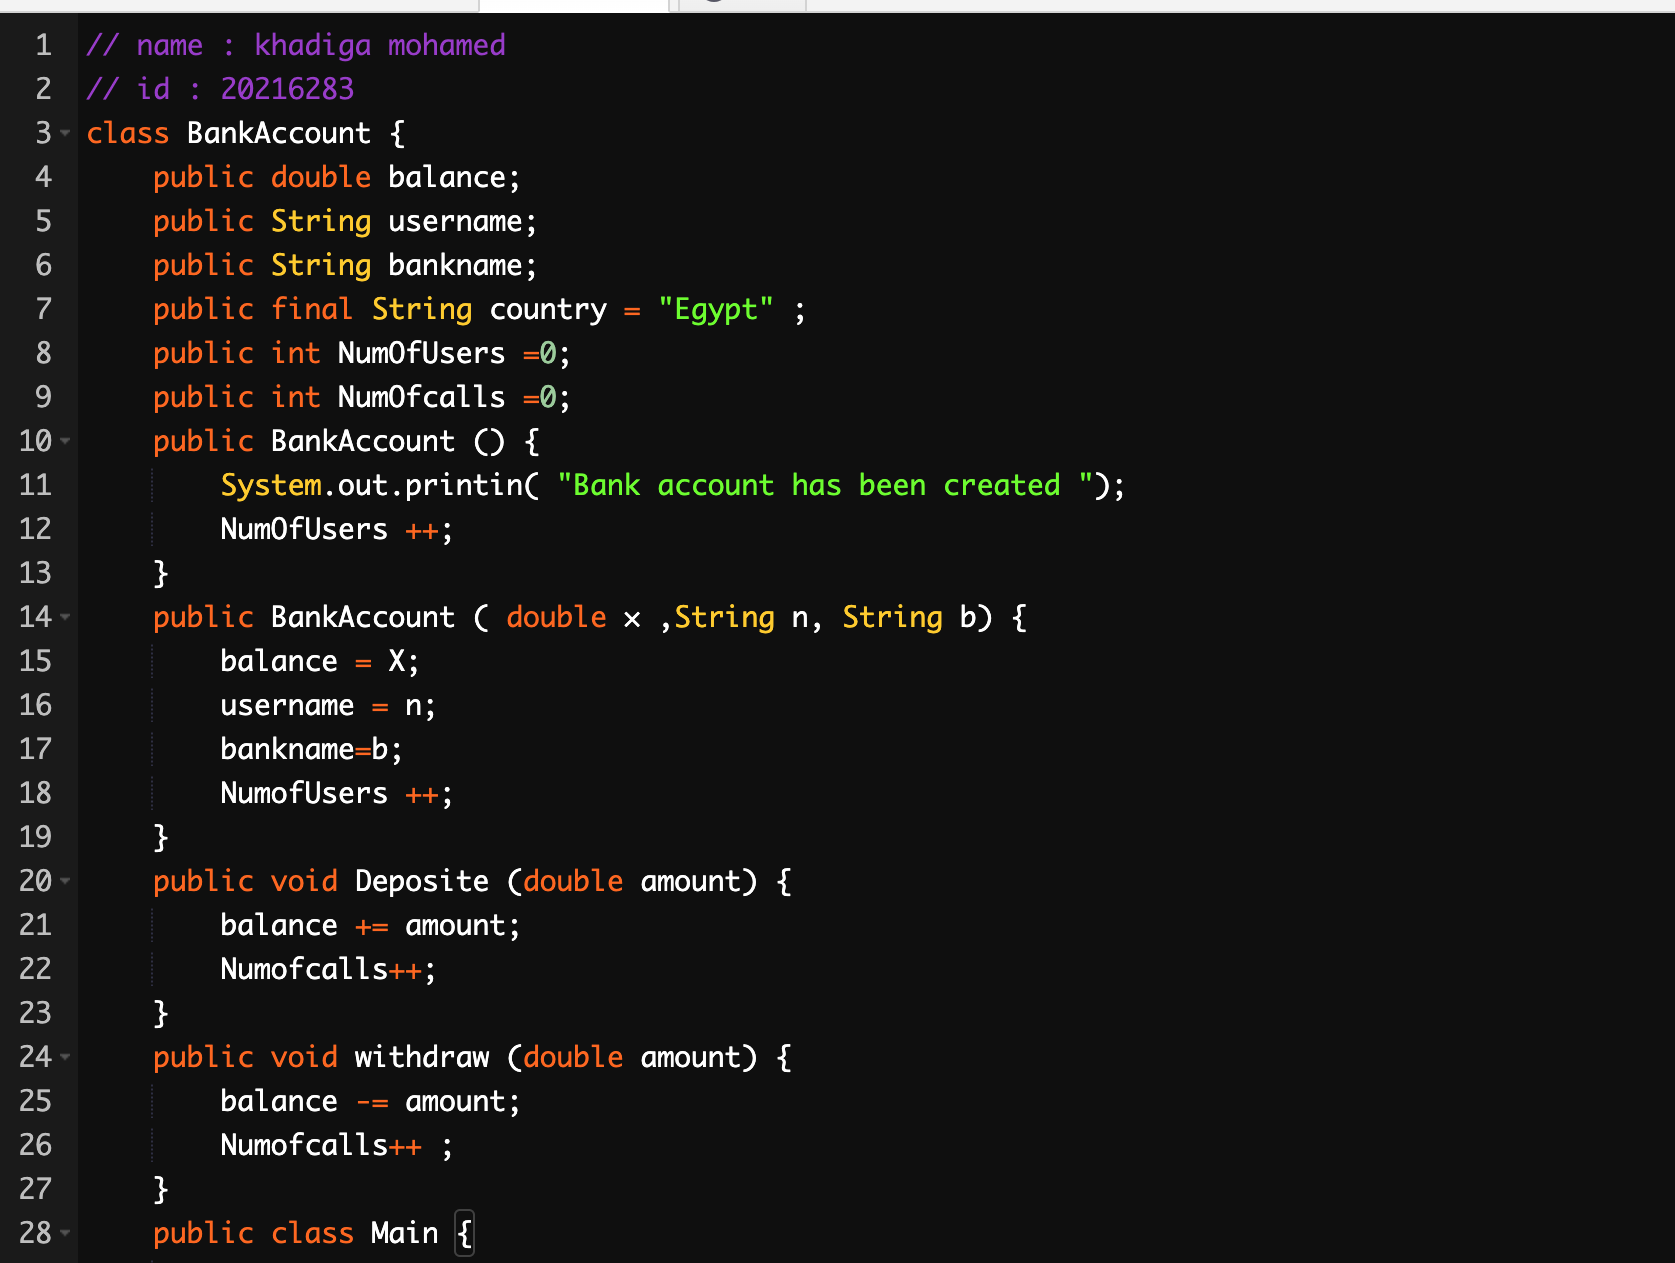 1 // name : khadiga mohamed
2 // id : 20216283
3 class BankAccount {
4     public double balance;
5     public String username;
6     public String bankname;
7     public final String country = "Egypt" ;
8     public int NumOfUsers =0;
9     public int NumOfcalls =0;
10     public BankAccount () {
11         System.out.printin( "Bank account has been created ");
12         NumOfUsers ++;
13     }
14     public BankAccount ( double × ,String n, String b) {
15         balance = X;
16         username = n;
17         bankname=b;
18         NumofUsers ++;
19     }
20     public void Deposite (double amount) {
21         balance += amount;
22         Numofcalls++;
23     }
24     public void withdraw (double amount) {
25         balance -= amount;
26         Numofcalls++ ;
27     }
28     public class Main {